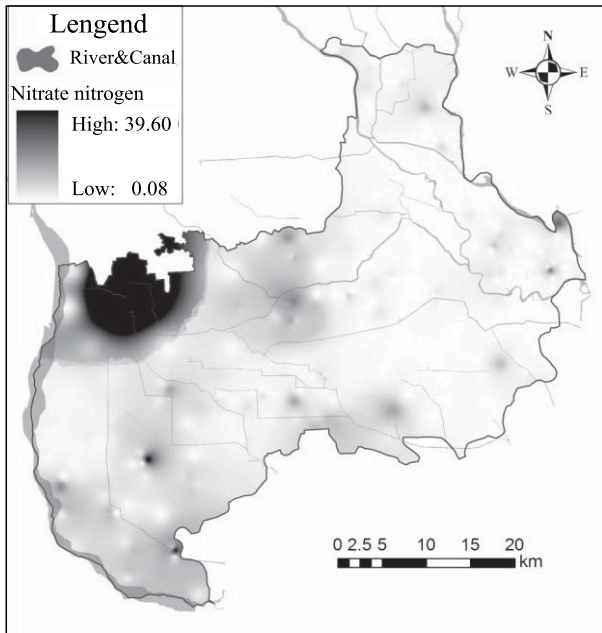 Lengend
River&Canal
Nitrate nitrogen
High: 39.60
Low: 0.08
N
W E
S
0 2.5 5 10 15 20
km